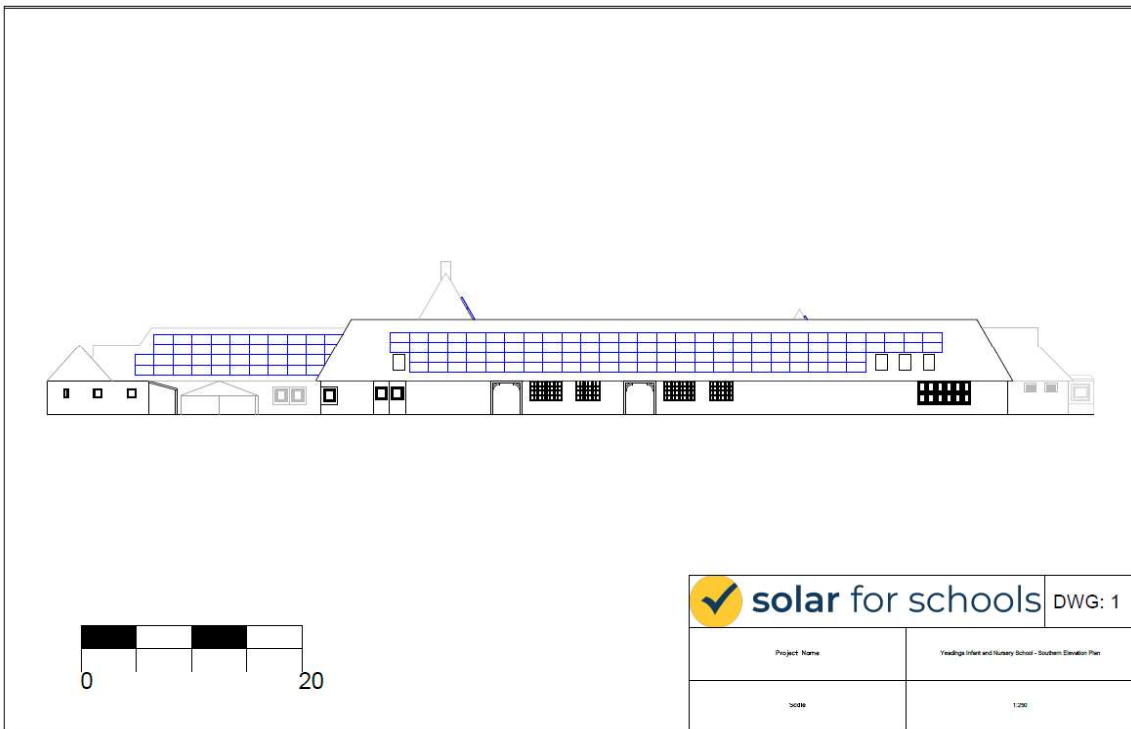 solar for schools
DWG: 1
Project Name
Yeadings Infant and Nursery School - Southern Elevation Plan
Scale
1:250
0
20